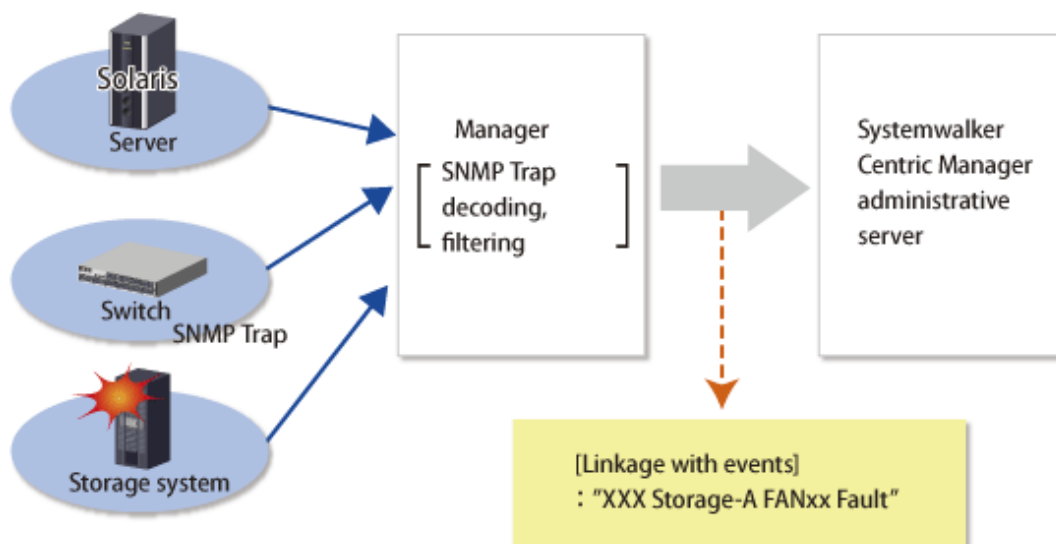 Solaris
Server
Switch
SNMP Trap
Storage system
Manager
SNMP Trap
decoding,
filtering
Systemwalker
Centric Manager
administrative
server
[Linkage with events]
: "XXX Storage-A FANxx Fault"